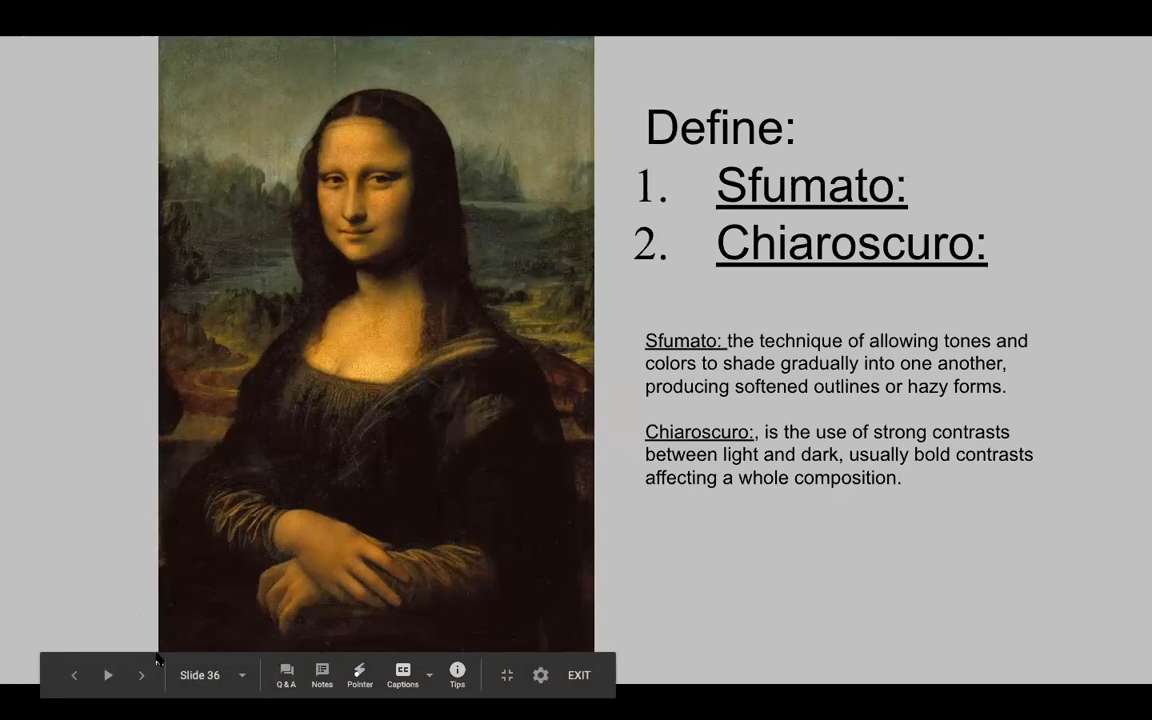 Define:
1. Sfumato:
2. Chiaroscuro:
Sfumato: the technique of allowing tones and
colors to shade gradually into one another,
producing softened outlines or hazy forms.
Chiaroscuro:, is the use of strong contrasts
between light and dark, usually bold contrasts
affecting a whole composition.
Slide 36
Q & A
Notes
Pointer
CC
Captions
Tips
EXIT